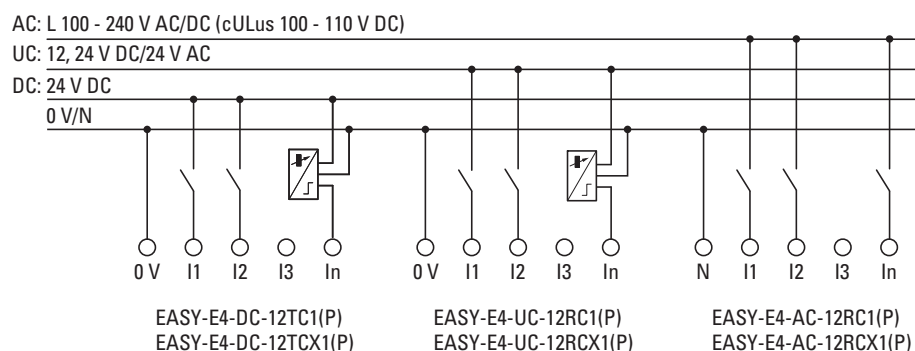 AC: L 100 - 240 V AC/DC (cULus 100 - 110 V DC)
UC: 12, 24 V DC/24 V AC
DC: 24 V DC
0 V/N
0 V I1 I2 I3 In 0 V I1 I2 I3 In N I1 I2 I3 In
EASY-E4-DC-12TC1(P) EASY-E4-UC-12RC1(P) EASY-E4-AC-12RC1(P)
EASY-E4-DC-12TCX1(P) EASY-E4-UC-12RCX1(P) EASY-E4-AC-12RCX1(P)